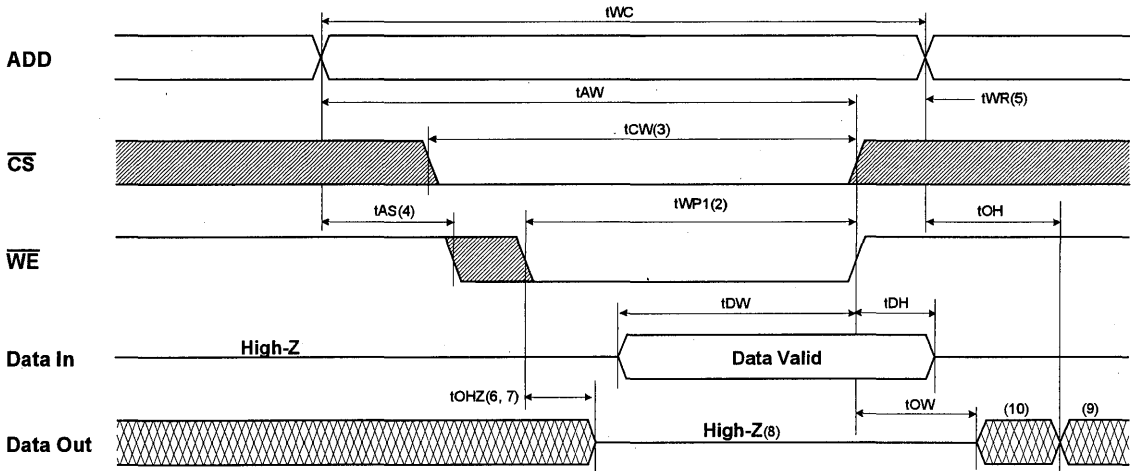 tWC
ADD
tAW
tWR(5)
tCW(3)
CS
tAS(4)
tWP1(2)
tOH
WE
tDW
tDH
High-Z
Data In
Data Valid
tOHZ(6, 7)
tOW
(10)
(9)
Data Out
High-Z(8)